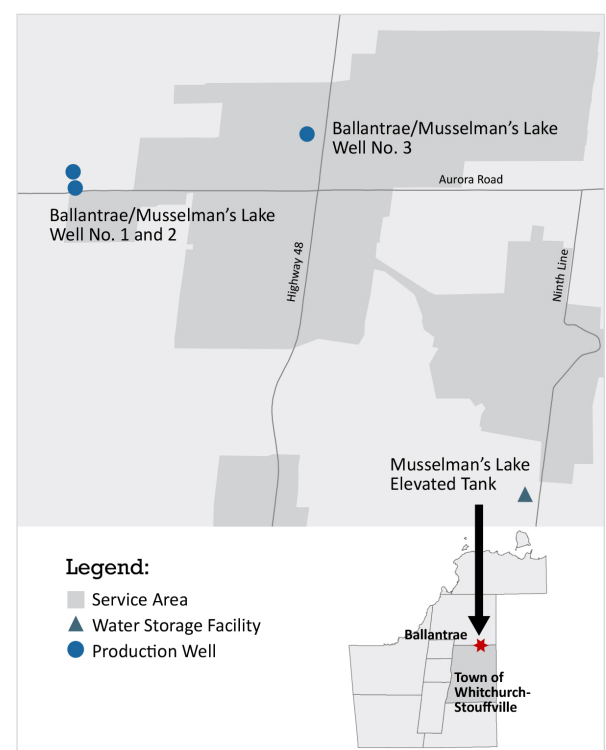 Ballantrae/Musselman's Lake
Well No. 3
Aurora Road
Ballantrae/Musselman's Lake
Well No. 1 and 2
Highway 48
Ninth Line
Musselman's Lake
Elevated Tank
Legend:
Service Area
Water Storage Facility
Production Well
Ballantrae
Town of
Whitchurch-
Stouffville